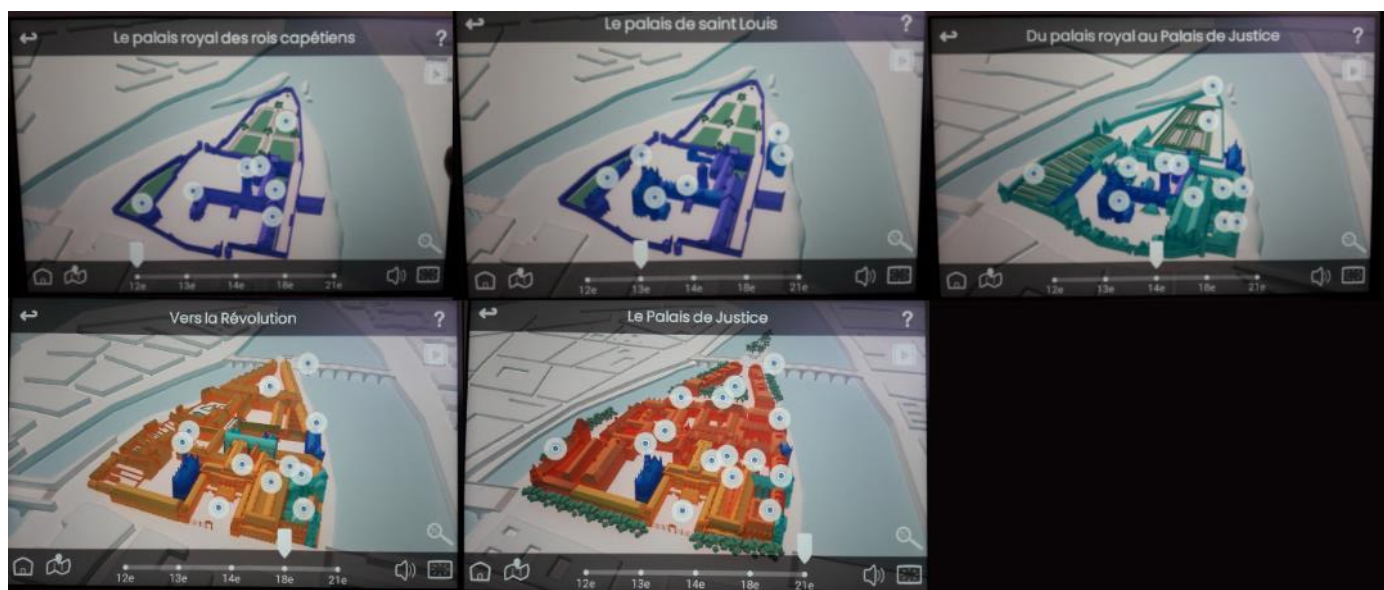 Le palais royal des rois capétiens
?
12e 13e 14e 18e 21e
Le palais de saint Louis
?
12e 13e 14e 18e 21e
Du palais royal au Palais de Justice
?
12e 13e 14e 18e 21e
Vers la Révolution
?
12e 13e 14e 18e 21e
Le Palais de Justice
?
12e 13e 14e 18e 21e